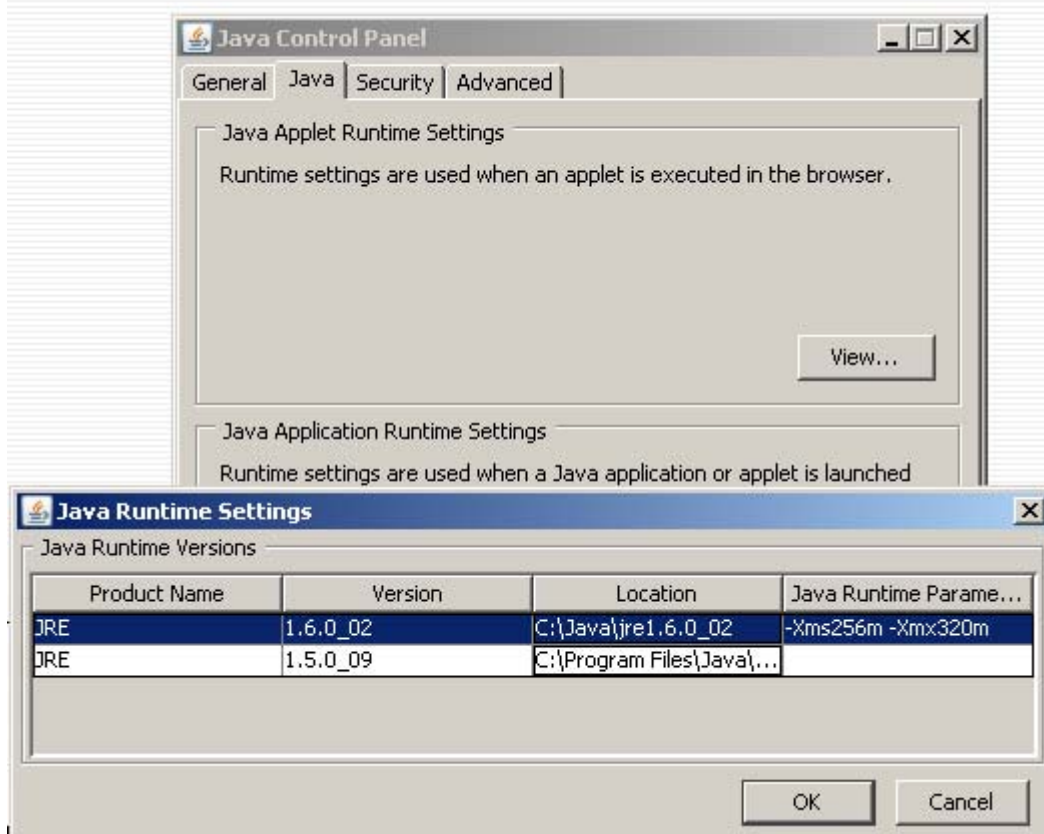 Java Control Panel
General Java Security Advanced
Java Applet Runtime Settings
Runtime settings are used when an applet is executed in the browser.
View...
Java Application Runtime Settings
Runtime settings are used when a Java application or applet is launched
Java Runtime Settings
Java Runtime Versions
Product Name Version Location Java Runtime Parame...
JRE 1.6.0_02 C:\Java\jre1.6.0_02 -Xms256m -Xmx320m
JRE 1.5.0_09 C:\Program Files\Java\...
OK Cancel